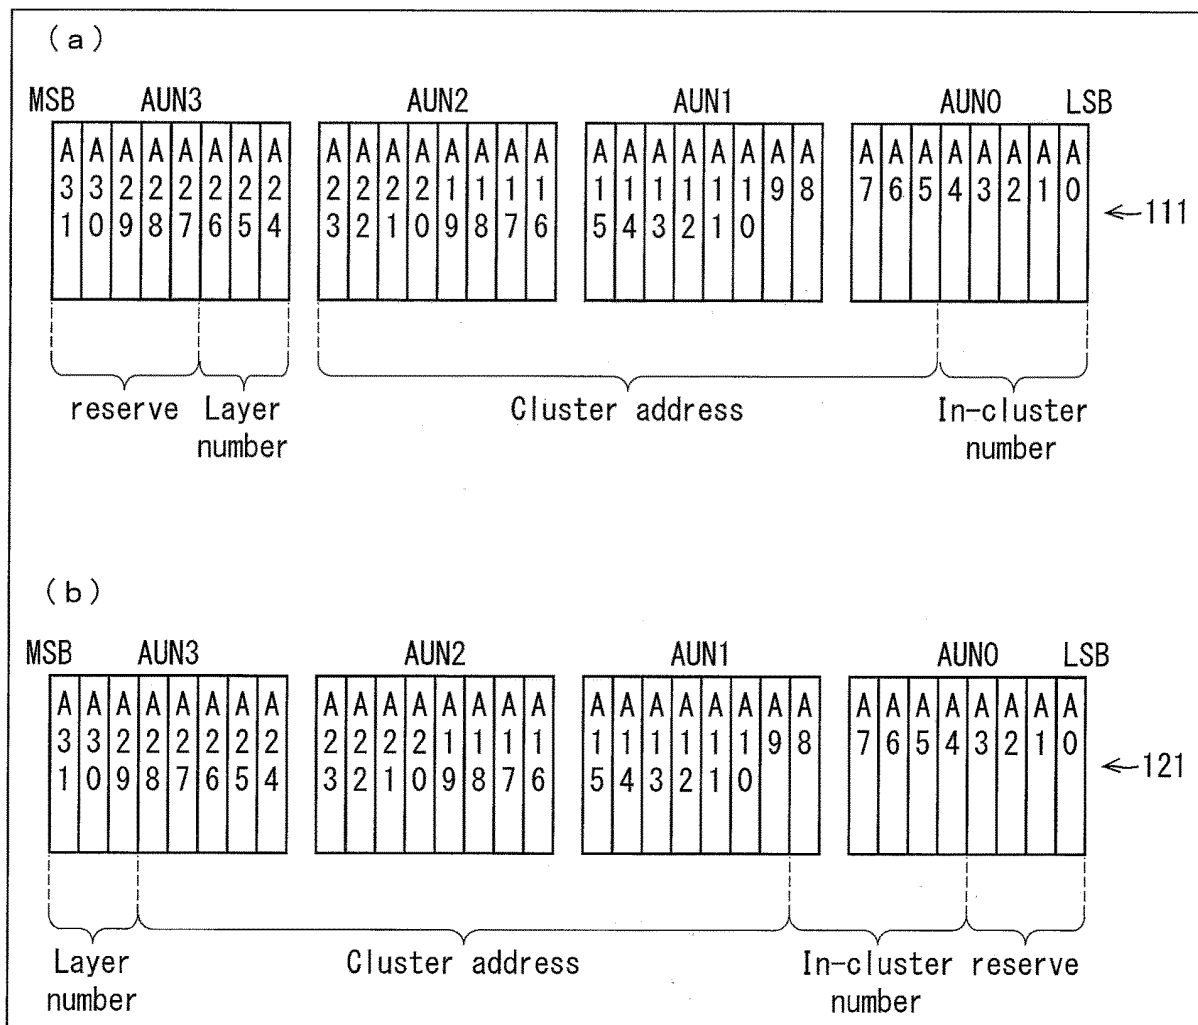 (a)
MSB AUN3 AUN2 AUN1 AUN0 LSB
A31 A30 A29 A28 A27 A26 A25 A24 A23 A22 A21 A20 A19 A18 A17 A16 A15 A14 A13 A12 A11 A10 A9 A8 A7 A6 A5 A4 A3 A2 A1 A0
111
reserve Layer number Cluster address In-cluster number
(b)
MSB AUN3 AUN2 AUN1 AUN0 LSB
A31 A30 A29 A28 A27 A26 A25 A24 A23 A22 A21 A20 A19 A18 A17 A16 A15 A14 A13 A12 A11 A10 A9 A8 A7 A6 A5 A4 A3 A2 A1 A0
121
Layer number Cluster address In-cluster number reserve